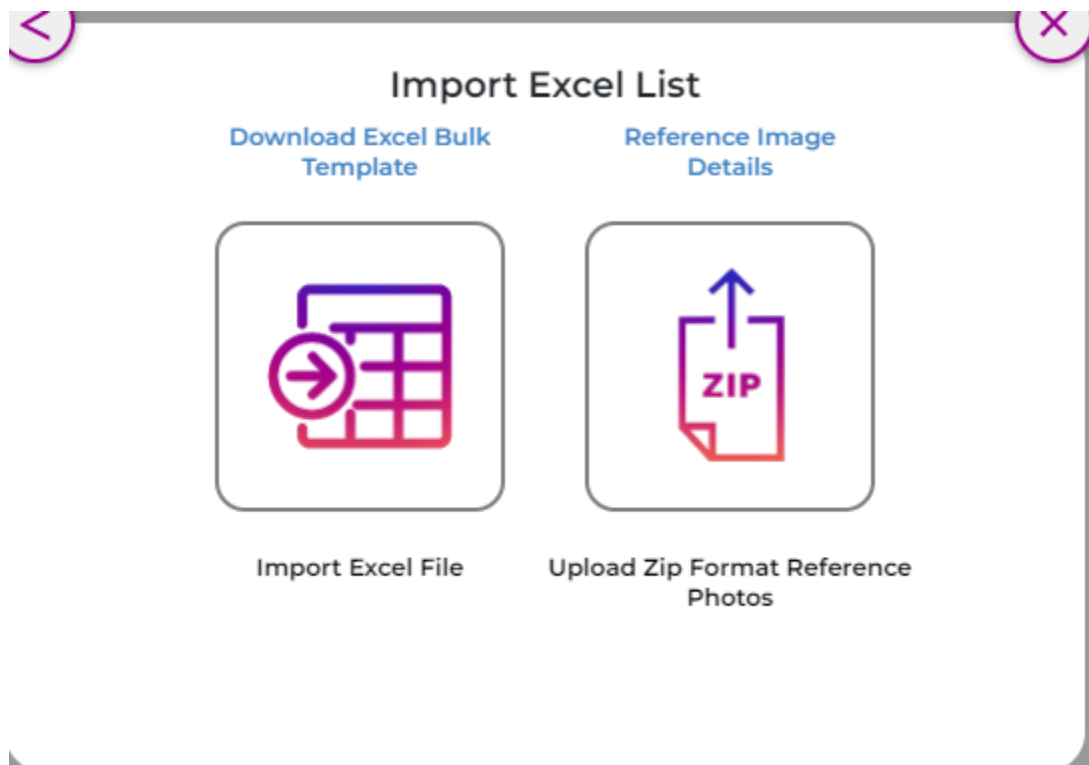 Import Excel List
Download Excel Bulk
Template
Reference Image
Details
ZIP
Import Excel File
Upload Zip Format Reference
Photos